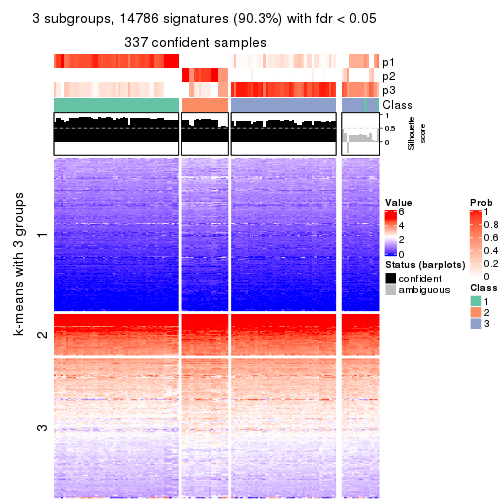 3 subgroups, 14786 signatures (90.3%) with fdr < 0.05
337 confident samples
p1
p2
p3
Class
1
0.5
0
Silhouette
score
k-means with 3 groups
1
2
3
Value
6
4
2
0
Status (barplots)
confident
ambiguous
Prob
1
0.8
0.6
0.4
0.2
0
Class
1
2
3